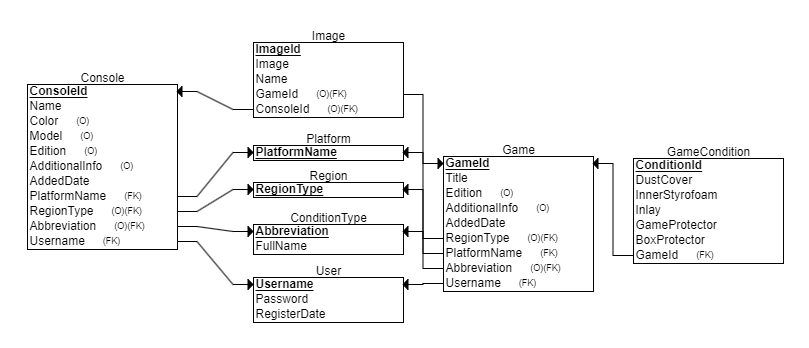 Console
ConsoleId
Name
Color (O)
Model (O)
Edition (O)
AdditionalInfo (O)
AddedDate
PlatformName (FK)
RegionType (O)(FK)
Abbreviation (O)(FK)
Username (FK)
Image
ImageId
Image
Name
GameId (O)(FK)
ConsoleId (O)(FK)
Platform
PlatformName
Region
RegionType
ConditionType
Abbreviation
FullName
User
Username
Password
RegisterDate
Game
GameId
Title
Edition (O)
AdditionalInfo (O)
AddedDate
RegionType (O)(FK)
PlatformName (FK)
Abbreviation (O)(FK)
Username (FK)
GameCondition
ConditionId
DustCover
InnerStyrofoam
Inlay
GameProtector
BoxProtector
GameId (FK)